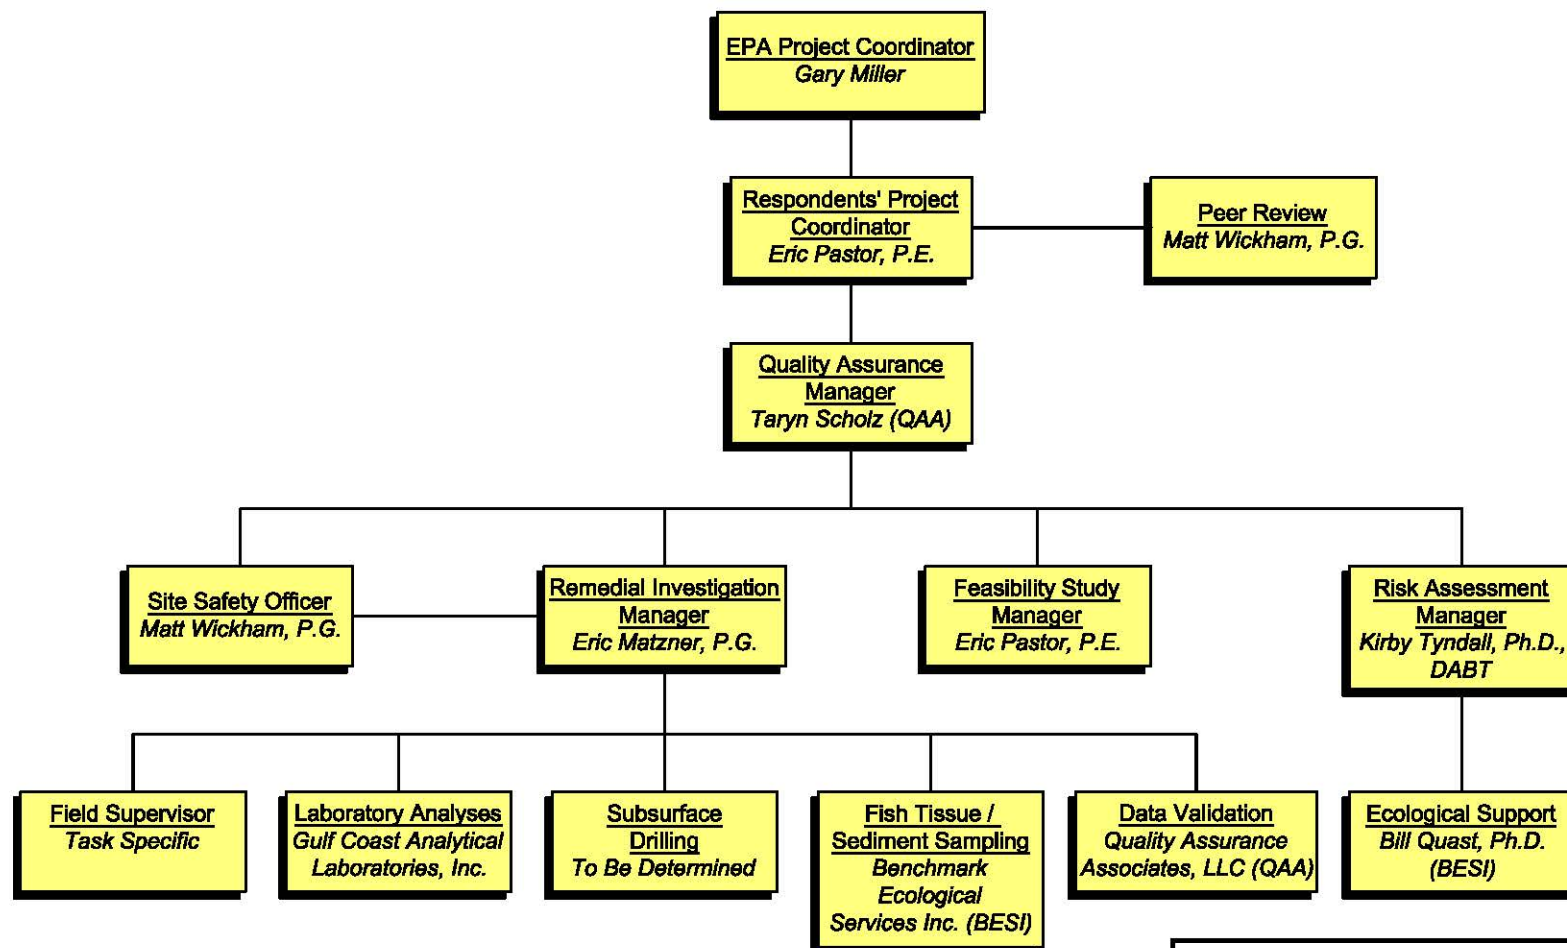 EPA Project Coordinator
Gary Miller
Respondents' Project
Coordinator
Eric Pastor, P.E.
Peer Review
Matt Wickham, P.G.
Quality Assurance
Manager
Taryn Scholz (QAA)
Site Safety Officer
Matt Wickham, P.G.
Remedial Investigation
Manager
Eric Matzner, P.G.
Feasibility Study
Manager
Eric Pastor, P.E.
Risk Assessment
Manager
Kirby Tyndall, Ph.D.,
DABT
Field Supervisor
Task Specific
Laboratory Analyses
Gulf Coast Analytical
Laboratories, Inc.
Subsurface
Drilling
To Be Determined
Fish Tissue /
Sediment Sampling
Benchmark
Ecological
Services Inc. (BESI)
Data Validation
Quality Assurance
Associates, LLC (QAA)
Ecological Support
Bill Quast, Ph.D.
(BESI)